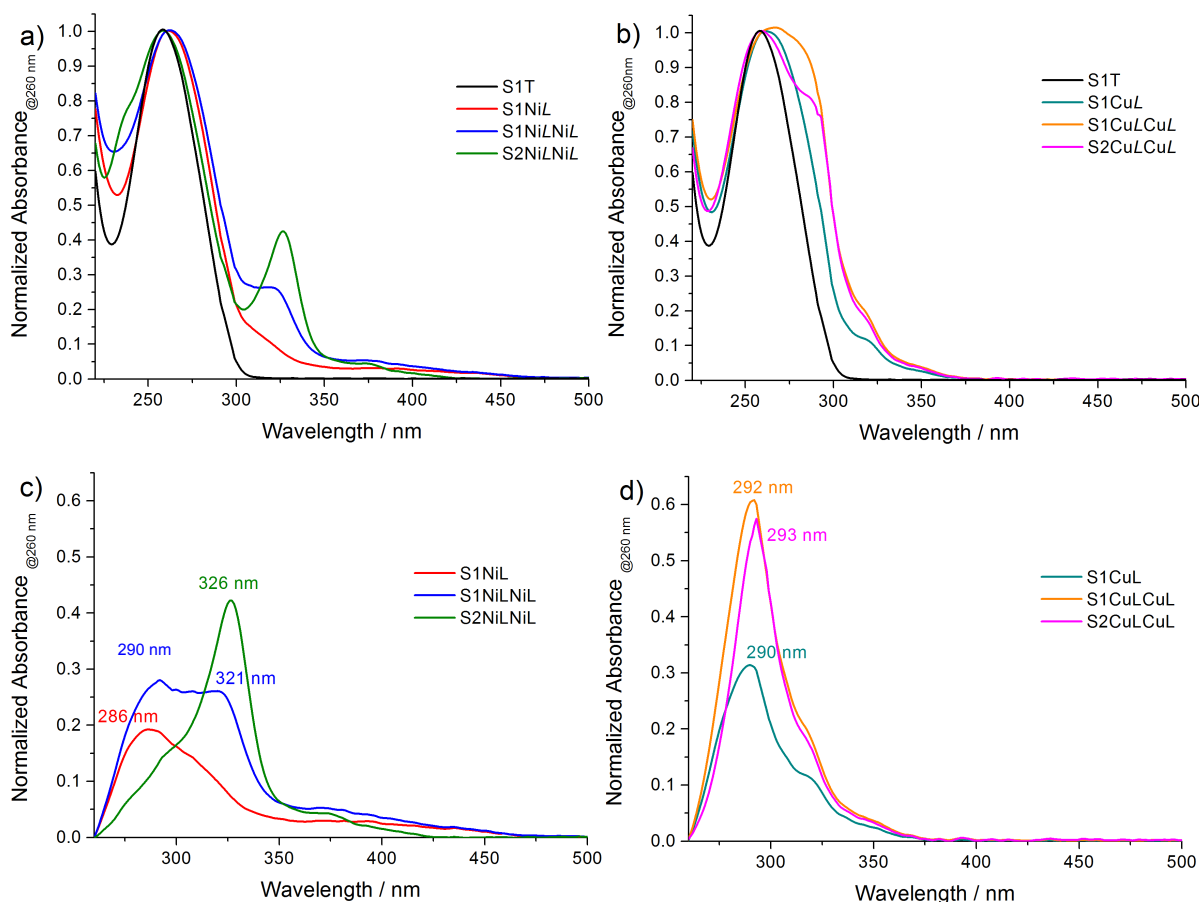 a)
1.0
0.9
0.8
0.7
0.6
0.5
0.4
0.3
0.2
0.1
0.0
Normalized Absorbance @260 nm
250 300 350 400 450 500
Wavelength / nm
S1T
S1NiL
S1NiLNiL
S2NiLNiL
b)
1.0
0.9
0.8
0.7
0.6
0.5
0.4
0.3
0.2
0.1
0.0
Normalized Absorbance @260nm
250 300 350 400 450 500
Wavelength / nm
S1T
S1CuL
S1CuLCuL
S2CuLCuL
c)
0.6
0.5
0.4
0.3
0.2
0.1
0.0
Normalized Absorbance @260 nm
300 350 400 450 500
Wavelength / nm
326 nm
290 nm
321 nm
286 nm
S1NiL
S1NiLNiL
S2NiLNiL
d)
0.6
0.5
0.4
0.3
0.2
0.1
0.0
Normalized Absorbance @260 nm
300 350 400 450 500
Wavelength / nm
292 nm
293 nm
290 nm
S1CuL
S1CuLCuL
S2CuLCuL